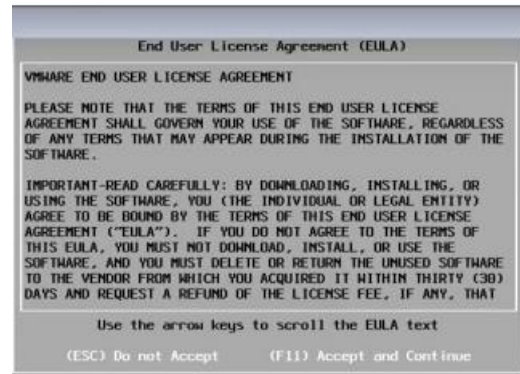 End User License Agreement (EULA)
VMWARE END USER LICENSE AGREEMENT
PLEASE NOTE THAT THE TERMS OF THIS END USER LICENSE
AGREEMENT SHALL GOVERN YOUR USE OF THE SOFTWARE, REGARDLESS
OF ANY TERMS THAT MAY APPEAR DURING THE INSTALLATION OF THE
SOFTWARE.
IMPORTANT-READ CAREFULLY: BY DOWNLOADING, INSTALLING, OR
USING THE SOFTWARE, YOU (THE INDIVIDUAL OR LEGAL ENTITY)
AGREE TO BE BOUND BY THE TERMS OF THIS END USER LICENSE
AGREEMENT ("EULA"). IF YOU DO NOT AGREE TO THE TERMS OF
THIS EULA, YOU MUST NOT DOWNLOAD, INSTALL, OR USE THE
SOFTWARE, AND YOU MUST DELETE OR RETURN THE UNUSED SOFTWARE
TO THE VENDOR FROM WHICH YOU ACQUIRED IT WITHIN THIRTY (30)
DAYS AND REQUEST A REFUND OF THE LICENSE FEE, IF ANY, THAT
Use the arrow keys to scroll the EULA text
(ESC) Do not Accept (F11) Accept and Continue